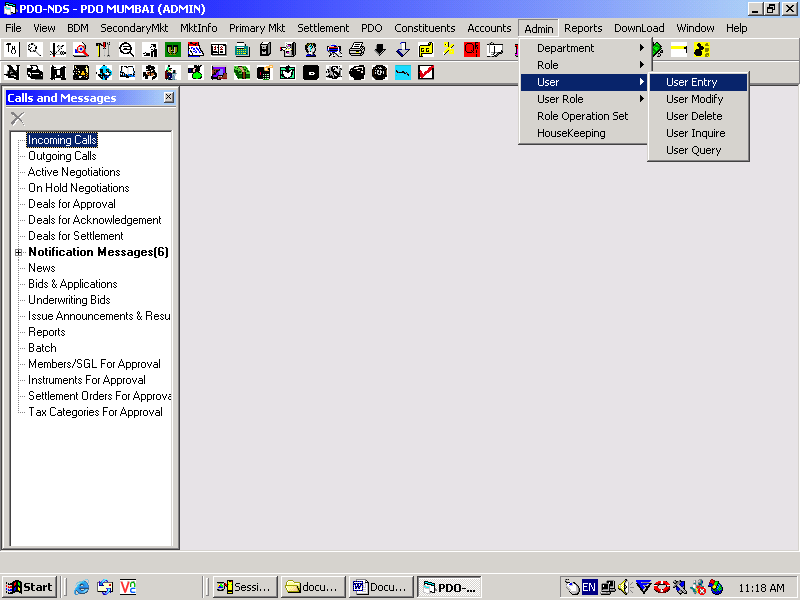 PDO-NDS - PDO MUMBAI (ADMIN)
File View BDM SecondaryMkt MktInfo Primary Mkt Settlement PDO Constituents Accounts Admin Reports DownLoad Window Help
Department
Role
User
User Role
Role Operation Set
HouseKeeping
User Entry
User Modify
User Delete
User Inquire
User Query
Calls and Messages
Incoming Calls
Outgoing Calls
Active Negotiations
On Hold Negotiations
Deals for Approval
Deals for Acknowledgement
Deals for Settlement
Notification Messages(6)
News
Bids & Applications
Underwriting Bids
Issue Announcements & Resu
Reports
Batch
Members/SGL For Approval
Instruments For Approval
Settlement Orders For Approva
Tax Categories For Approval
Start Sessi... docu... Docu... PDO-... EN 11:18 AM